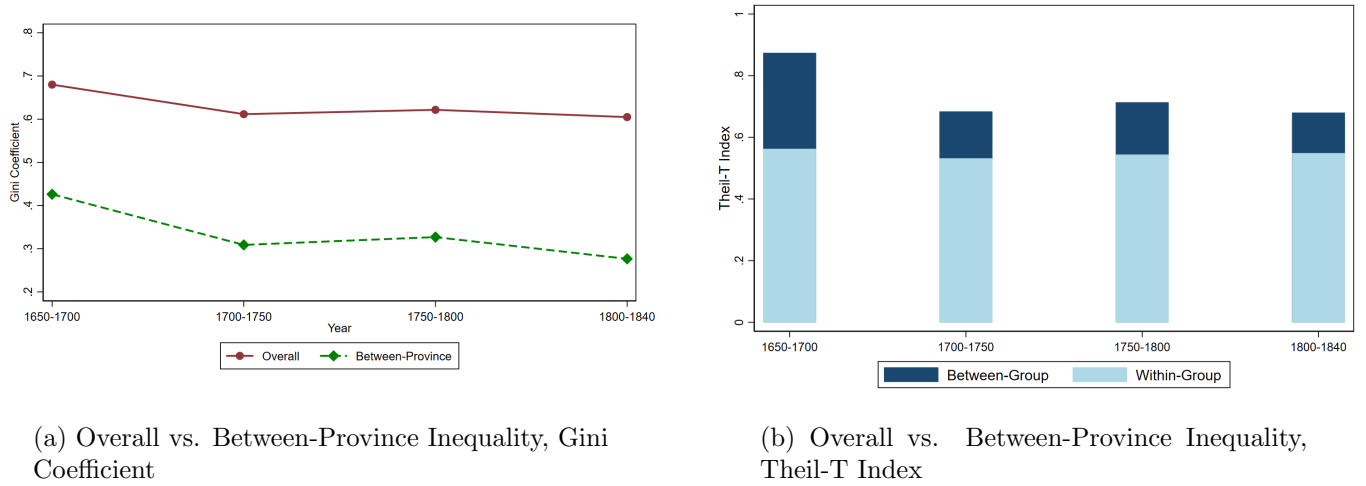 .8
.7
.6
.5
.4
.3
.2
Gini Coefficient
1650-1700
1700-1750
1750-1800
1800-1840
Year
Overall
Between-Province
1
.8
.6
.4
.2
0
Theil-T Index
1650-1700
1700-1750
1750-1800
1800-1840
Between-Group
Within-Group
(a) Overall vs. Between-Province Inequality, Gini
Coefficient
(b) Overall vs. Between-Province Inequality,
Theil-T Index